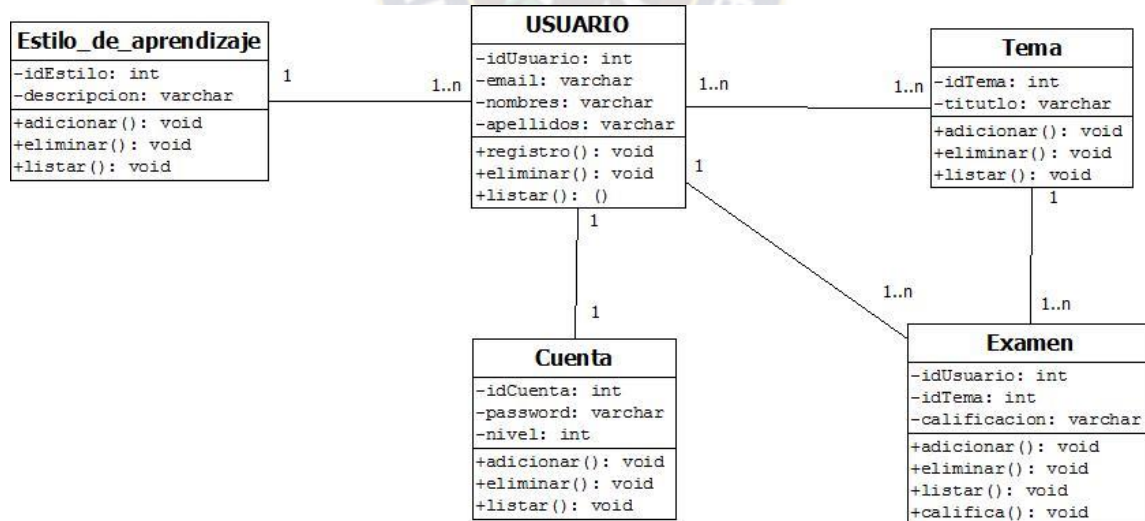 Estilo_de_aprendizaje
-idEstilo: int
-descripcion: varchar
+adicionar(): void
+eliminar(): void
+listar(): void
1
1..n
USUARIO
-idUsuario: int
-email: varchar
-nombres: varchar
-apellidos: varchar
+registro(): void
+eliminar(): void
+listar(): ()
1..n
1..n
Tema
-idTema: int
-titutlo: varchar
+adicionar(): void
+eliminar(): void
+listar(): void
1
1
1
1..n
1..n
1
Cuenta
-idCuenta: int
-password: varchar
-nivel: int
+adicionar(): void
+eliminar(): void
+listar(): void
Examen
-idUsuario: int
-idTema: int
-calificacion: varchar
+adicionar(): void
+eliminar(): void
+listar(): void
+califica(): void